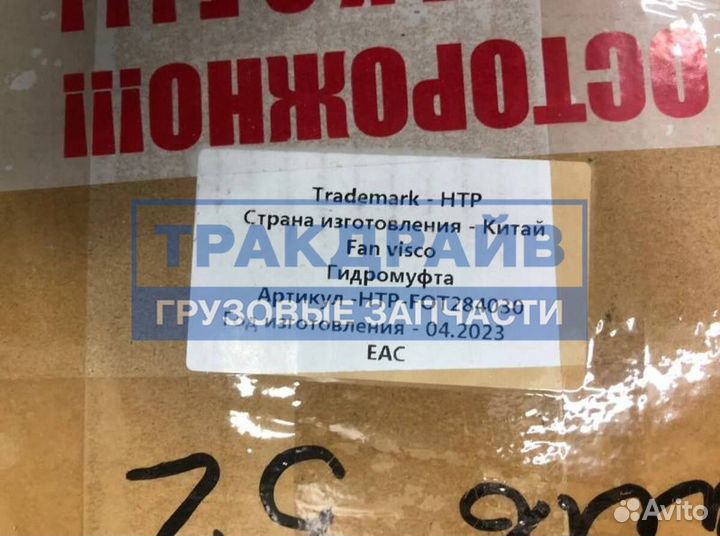 ОСТОРОЖНО!!!
Trademark - HTP
Страна изготовления - Китай
Fan visco
Гидромуфта
Артикул -HTP-FOT284030
Год изготовления - 04.2023
EAC
ТРАКДРАЙВ
ГРУЗОВЫЕ ЗАПЧАСТИ
Avito